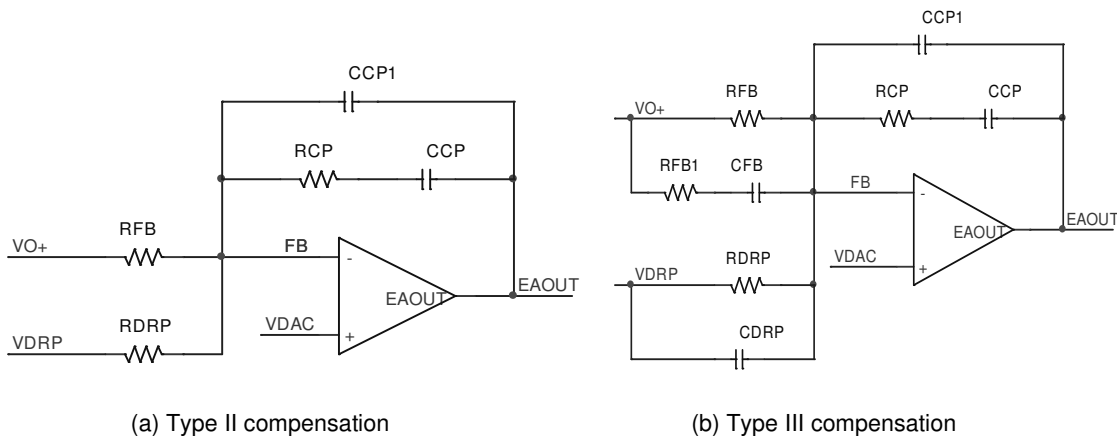 CCP1
RCP
CCP
RFB
VO+
FB
-
EAOUT
EAOUT
RDRP
VDAC
+
VDRP
(a) Type II compensation
CCP1
RFB
RCP
CCP
VO+
RFB1
CFB
FB
-
EAOUT
EAOUT
RDRP
VDAC
+
VDRP
CDRP
(b) Type III compensation